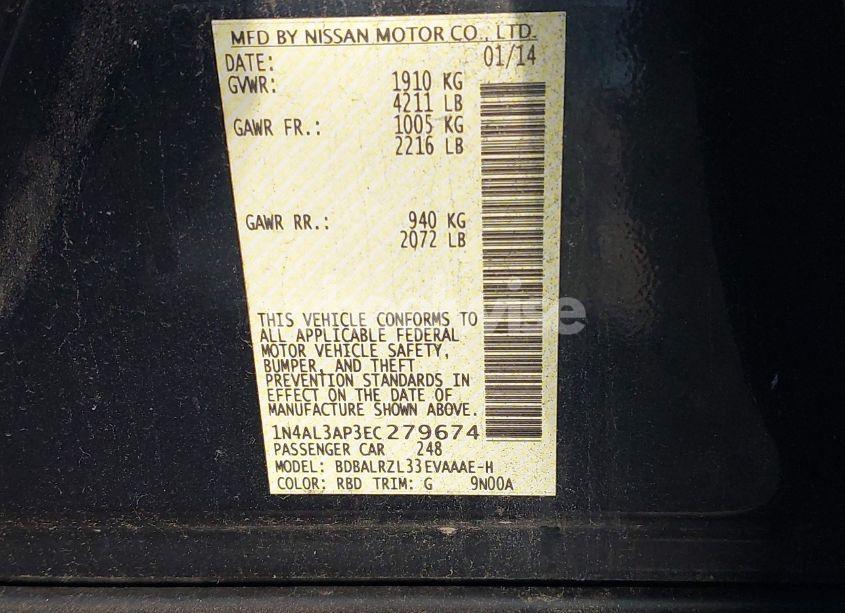 MFD BY NISSAN MOTOR CO., LTD.
DATE: 01/14
GVWR: 1910 KG
4211 LB
GAWR FR.: 1005 KG
2216 LB
GAWR RR.: 940 KG
2072 LB
THIS VEHICLE CONFORMS TO
ALL APPLICABLE FEDERAL
MOTOR VEHICLE SAFETY,
BUMPER, AND THEFT
PREVENTION STANDARDS IN
EFFECT ON THE DATE OF
MANUFACTURE SHOWN ABOVE.
1N4AL3AP3EC279674
PASSENGER CAR 248
MODEL: BDBALRZL33EVAAAE-H
COLOR: RBD TRIM: G 9N00A